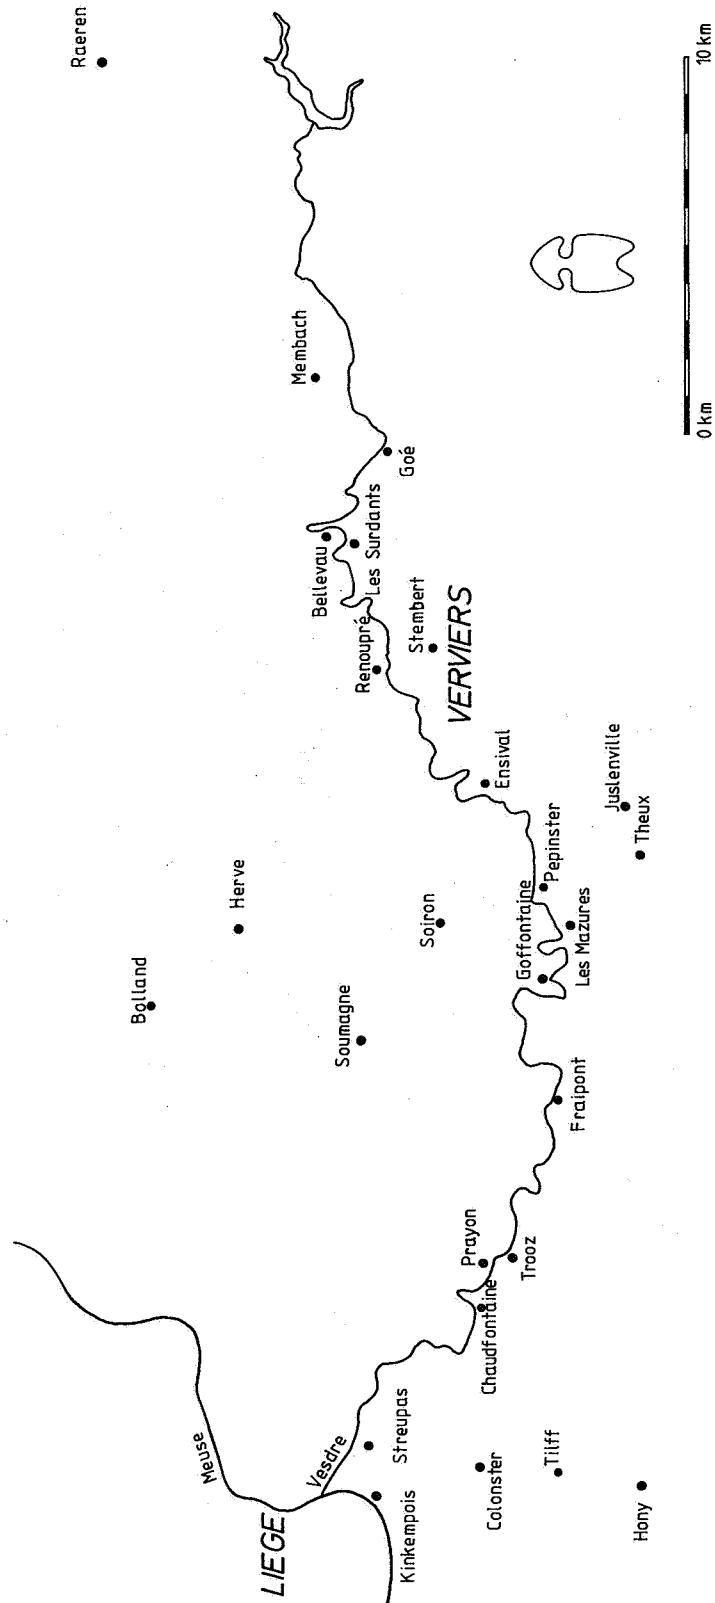 Raeren
Membach
Goé
Bellevau
Les Surdants
Renoupré
Stembert
VERVIERS
Ensival
Juslenville
Theux
Pepinster
Goffontaine
Les Mazures
Herve
Soiron
Bolland
Soumagne
Fraipont
Prayon
Trooz
Chaudfontaine
Streupas
Meuse
Vesdre
LIEGE
Kinkempois
Colonster
Tilff
Hony
0 km
10 km